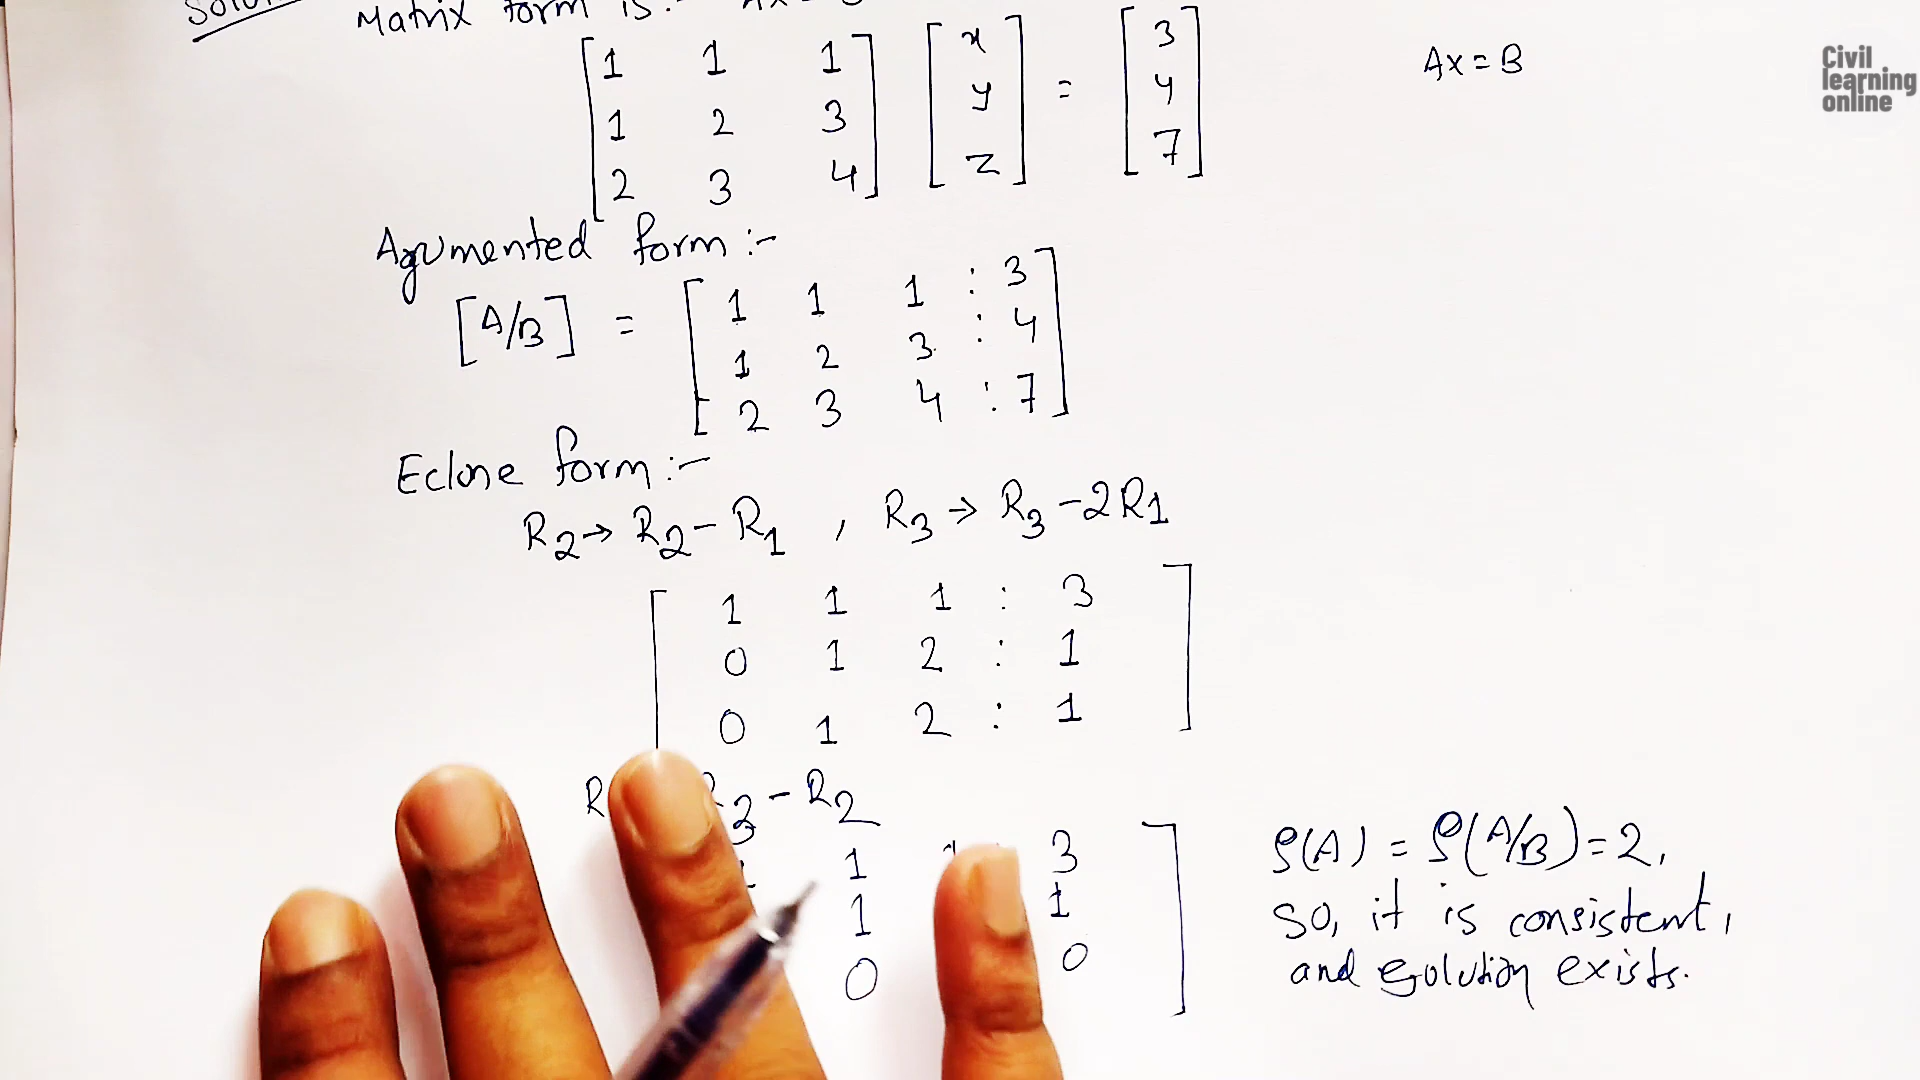 Matrix form is:-
1 1 1 x 3
1 2 3 y = 4
2 3 4 z 7
Ax = B
Civil
learning
online
Agumented form :-
[A/B] = 1 1 1 : 3
1 2 3 : 4
2 3 4 : 7
Eclone form :-
R2 → R2 - R1 , R3 → R3 - 2R1
1 1 1 : 3
0 1 2 : 1
0 1 2 : 1
R3 - R2
1 3
1 1
0 0
ρ(A) = ρ(A/B) = 2,
so, it is consistent,
and solution exists.